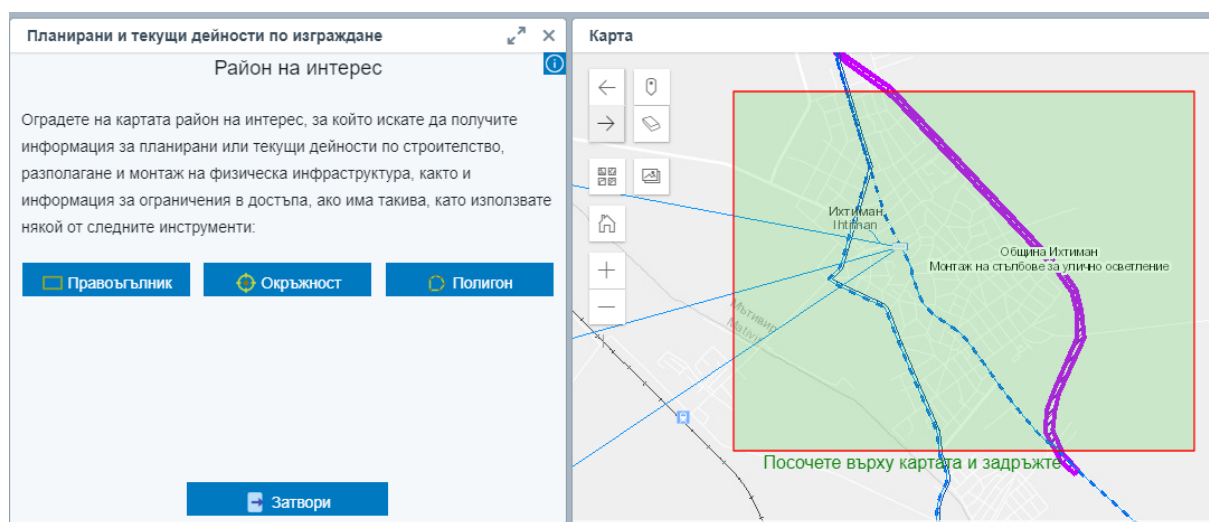 Планирани и текущи дейности по изграждане
Район на интерес
Оградете на картата район на интерес, за който искате да получите
информация за планирани или текущи дейности по строителство,
разполагане и монтаж на физическа инфраструктура, както и
информация за ограничения в достъпа, ако има такива, като използвате
някой от следните инструменти:
Правоъгълник
Окръжност
Полигон
Затвори
Карта
Ихтиман
Ihtiman
Община Ихтиман
Монтаж на стълбове за улично осветление
Мътивир
Посочете върху картата и задръжте